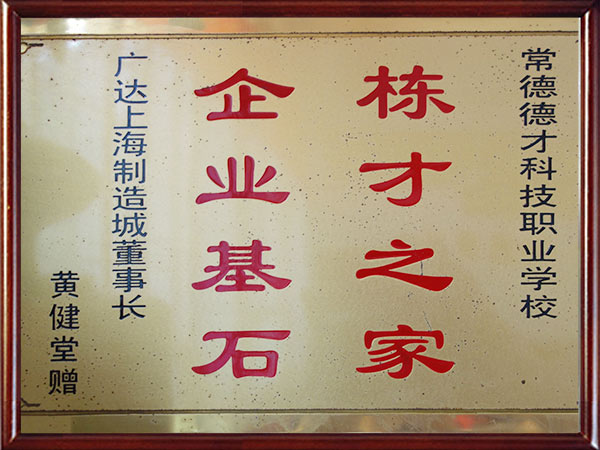 常德德才科技职业学校
栋才之家
企业基石
广达上海制造城董事长
黄健堂赠